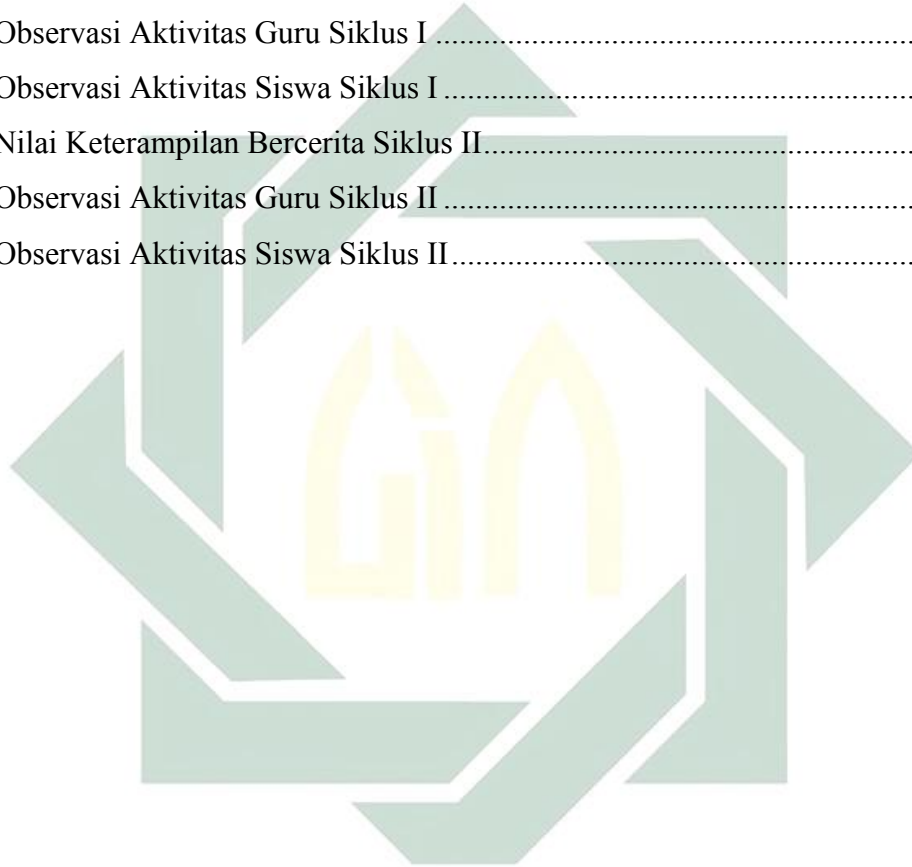 Observasi Aktivitas Guru Siklus I ..........................................................
Observasi Aktivitas Siswa Siklus I .........................................................
Nilai Keterampilan Bercerita Siklus II....................................................
Observasi Aktivitas Guru Siklus II .........................................................
Observasi Aktivitas Siswa Siklus II........................................................